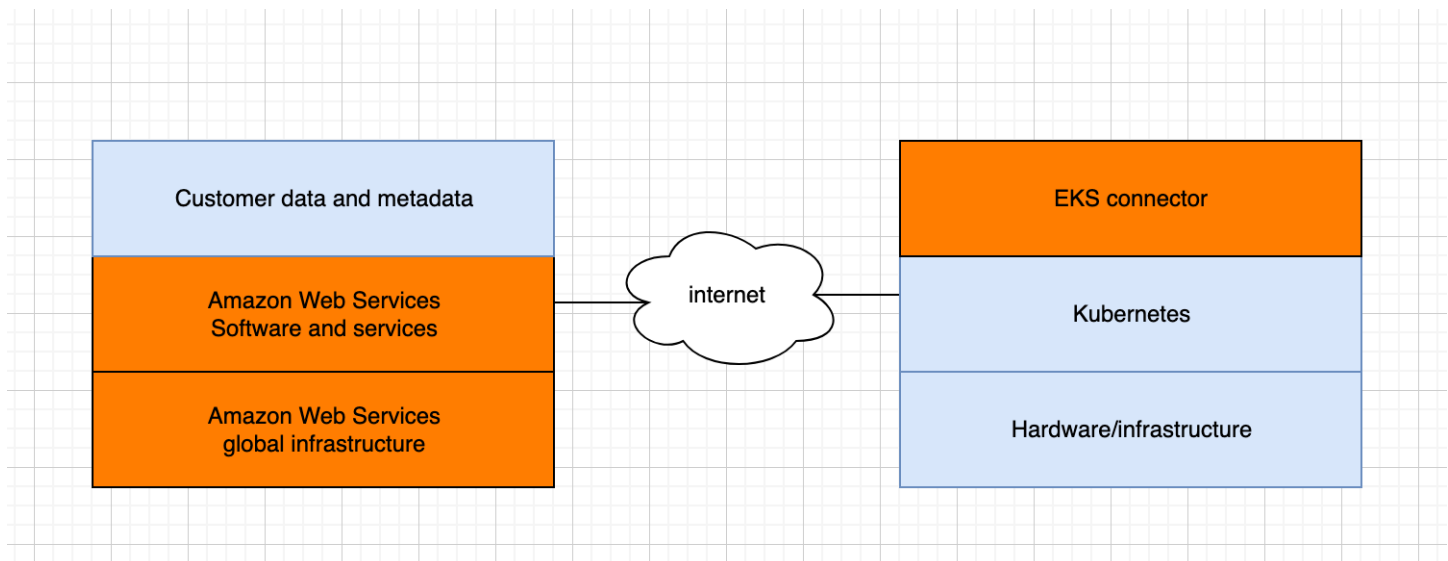 Customer data and metadata
Amazon Web Services
Software and services
Amazon Web Services
global infrastructure
internet
EKS connector
Kubernetes
Hardware/infrastructure